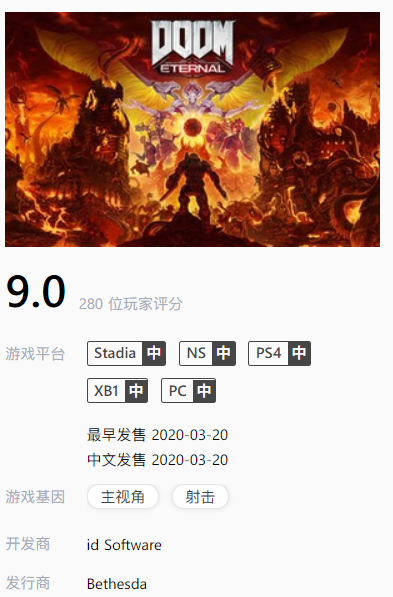 DOOM
ETERNAL
9.0 280 位玩家评分
游戏平台 Stadia 中 NS 中 PS4 中
XB1 中 PC 中
最早发售 2020-03-20
中文发售 2020-03-20
游戏基因 主视角 射击
开发商 id Software
发行商 Bethesda